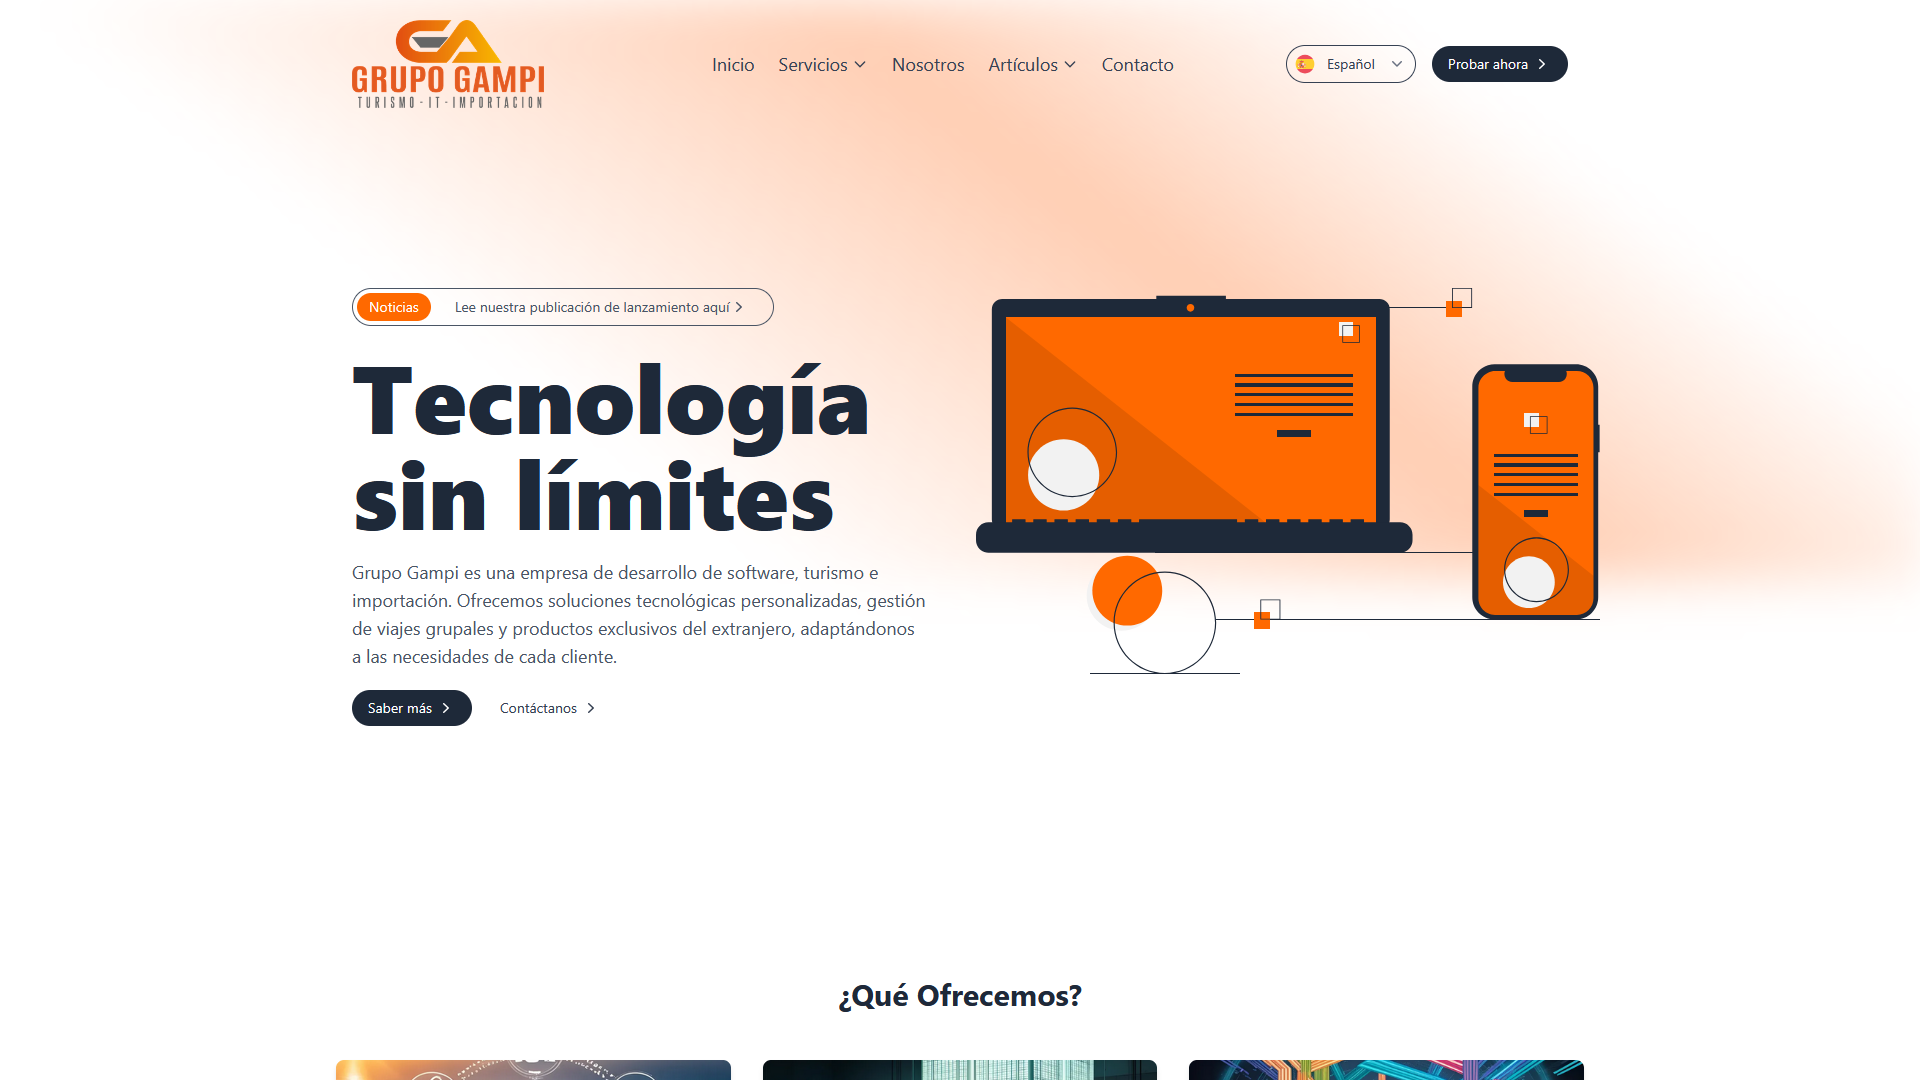 GRUPO GAMPI
TURISMO - IT - IMPORTACION
Inicio
Servicios
Nosotros
Artículos
Contacto
Español
Probar ahora
Noticias
Lee nuestra publicación de lanzamiento aquí
Tecnología
sin límites
Grupo Gampi es una empresa de desarrollo de software, turismo e
importación. Ofrecemos soluciones tecnológicas personalizadas, gestión
de viajes grupales y productos exclusivos del extranjero, adaptándonos
a las necesidades de cada cliente.
Saber más
Contáctanos
¿Qué Ofrecemos?